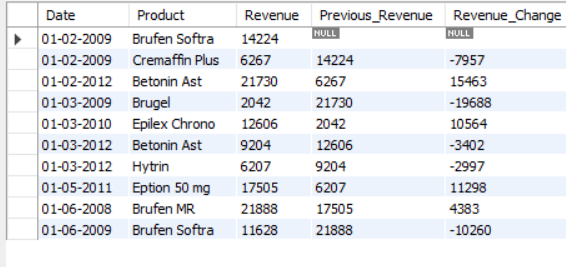 Date Product Revenue Previous_Revenue Revenue_Change
01-02-2009 Brufen Softra 14224 NULL NULL
01-02-2009 Cremaffin Plus 6267 14224 -7957
01-02-2012 Betonin Ast 21730 6267 15463
01-03-2009 Brugel 2042 21730 -19688
01-03-2010 Epilex Chrono 12606 2042 10564
01-03-2012 Betonin Ast 9204 12606 -3402
01-03-2012 Hytrin 6207 9204 -2997
01-05-2011 Eption 50 mg 17505 6207 11298
01-06-2008 Brufen MR 21888 17505 4383
01-06-2009 Brufen Softra 11628 21888 -10260